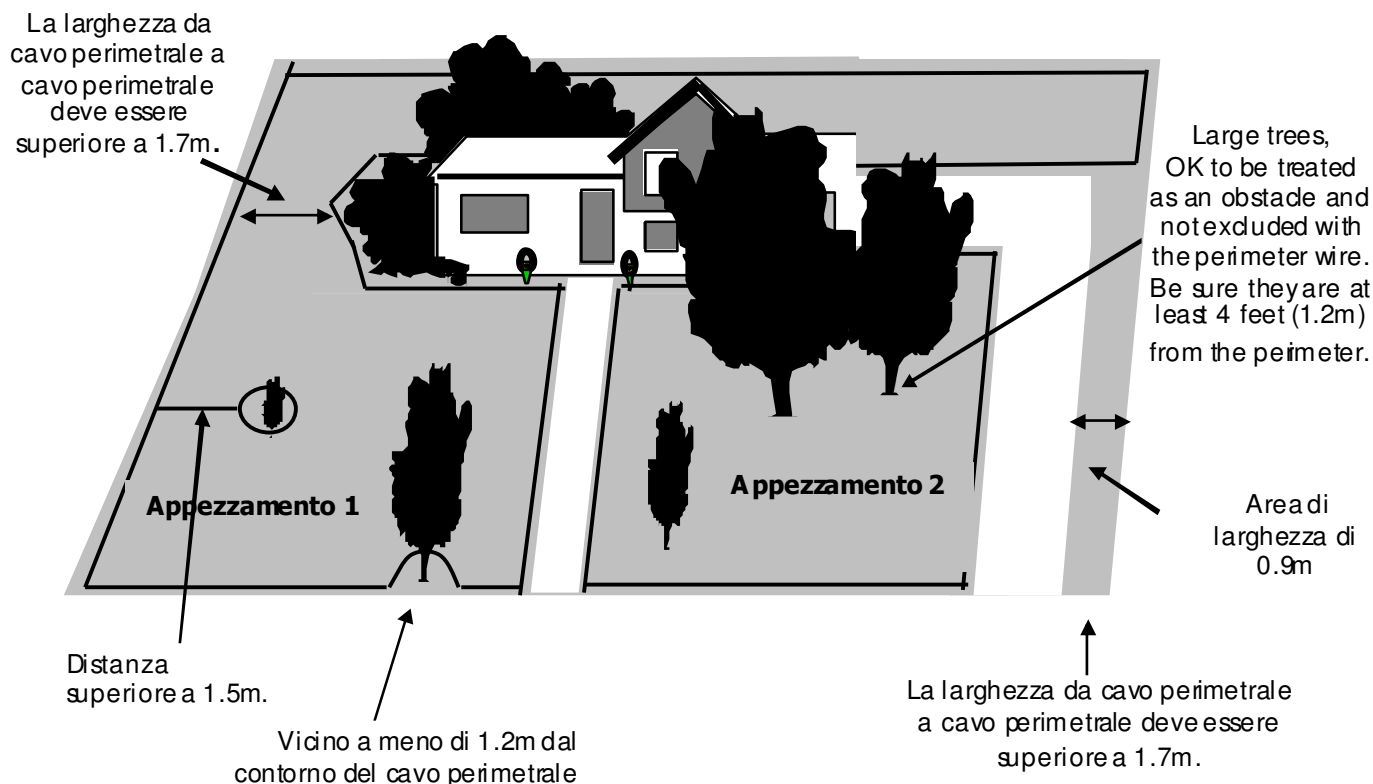 La larghezza da
cavo perimetrale a
cavo perimetrale
deve essere
superiore a 1.7m.
Large trees,
OK to be treated
as an obstacle and
not excluded with
the perimeter wire.
Be sure they are at
least 4 feet (1.2m)
from the perimeter.
Appezzamento 1
Appezzamento 2
Area di
larghezza di
0.9m
Distanza
superiore a 1.5m.
Vicino a meno di 1.2m dal
contorno del cavo perimetrale
La larghezza da cavo perimetrale
a cavo perimetrale deve essere
superiore a 1.7m.